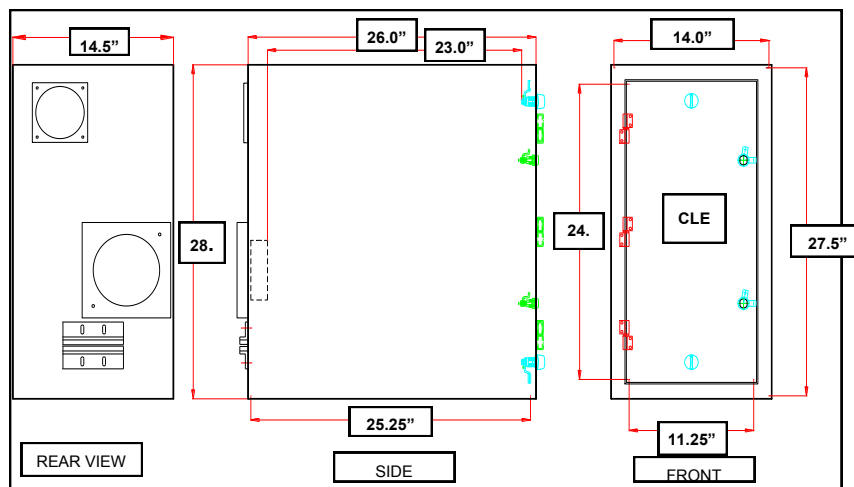 14.5”
26.0”
23.0”
14.0”
28.
24.
CLE
27.5”
25.25”
11.25”
REAR VIEW
SIDE
FRONT